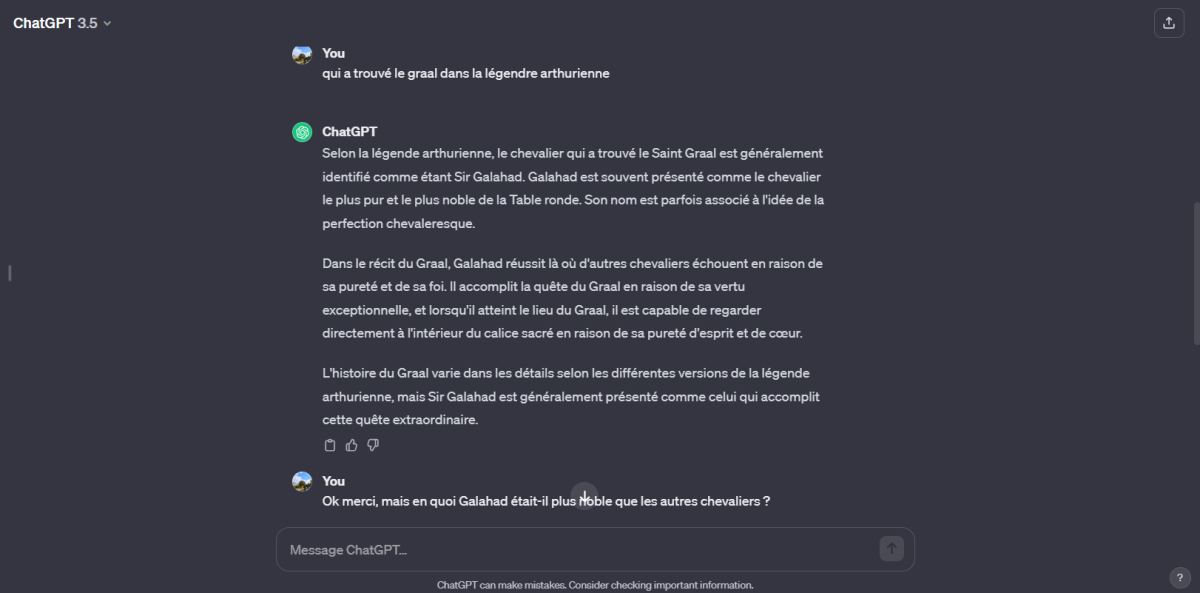 ChatGPT 3.5
You
qui a trouvé le graal dans la légendre arthurienne
ChatGPT
Selon la légende arthurienne, le chevalier qui a trouvé le Saint Graal est généralement
identifié comme étant Sir Galahad. Galahad est souvent présenté comme le chevalier
le plus pur et le plus noble de la Table ronde. Son nom est parfois associé à l'idée de la
perfection chevaleresque.
Dans le récit du Graal, Galahad réussit là où d'autres chevaliers échouent en raison de
sa pureté et de sa foi. Il accomplit la quête du Graal en raison de sa vertu
exceptionnelle, et lorsqu'il atteint le lieu du Graal, il est capable de regarder
directement à l'intérieur du calice sacré en raison de sa pureté d'esprit et de cœur.
L'histoire du Graal varie dans les détails selon les différentes versions de la légende
arthurienne, mais Sir Galahad est généralement présenté comme celui qui accomplit
cette quête extraordinaire.
You
Ok merci, mais en quoi Galahad était-il plus noble que les autres chevaliers ?
Message ChatGPT...
ChatGPT can make mistakes. Consider checking important information.
?